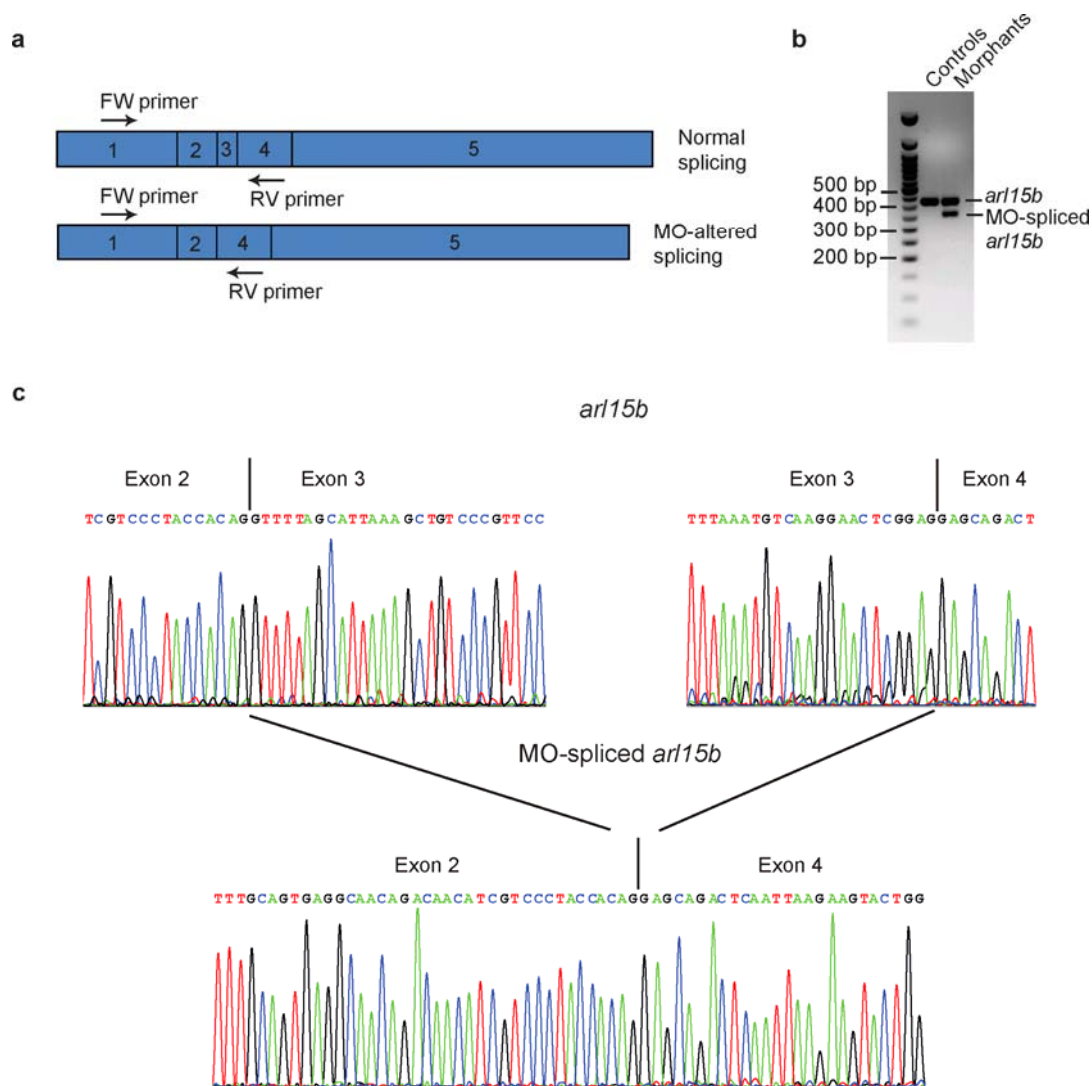 a
FW primer
1 2 3 4 5
Normal splicing
RV primer
FW primer
1 2 4 5
MO-altered splicing
RV primer
b
Controls
Morphants
500 bp
400 bp
300 bp
200 bp
arl15b
MO-spliced
arl15b
c
arl15b
Exon 2
Exon 3
TCGTCCCTACCACAGGTTTTAGCATTAAAGCTGTCCCGTTCC
Exon 3
Exon 4
TTTAAATGTCAAGGAACTCGGAGGAGCAGACT
MO-spliced arl15b
Exon 2
Exon 4
TTTGCAGTGAGGCAACAGACAACATCGTCCCTACCACAGGAGCAGACTCAATTAAGAAGTACTGG